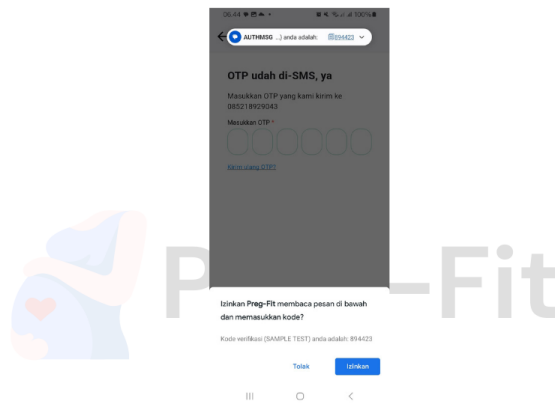 06.44
100%
AUTHMSG ...) anda adalah: 894423
OTP udah di-SMS, ya
Masukkan OTP yang kami kirim ke
085218929043
Masukkan OTP *
Kirim ulang OTP?
Izinkan Preg-Fit membaca pesan di bawah
dan memasukkan kode?
Kode verifikasi (SAMPLE TEST) anda adalah: 894423
Tolak Izinkan